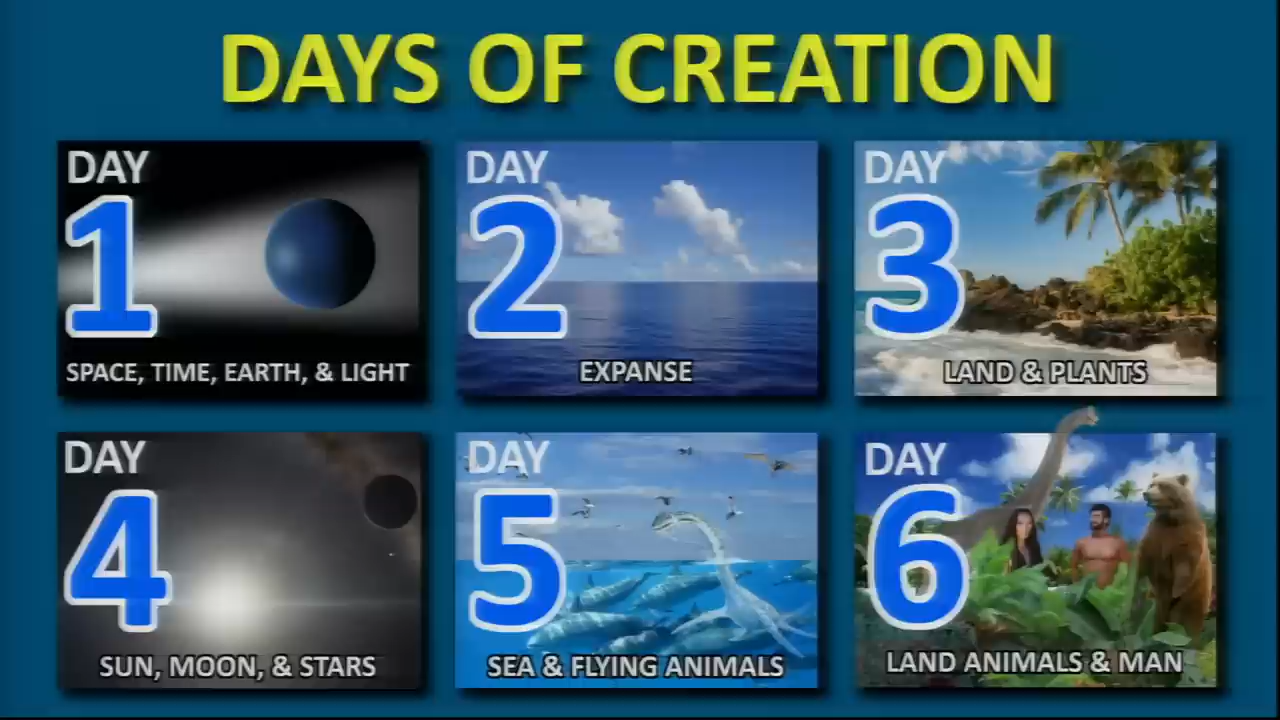 DAYS OF CREATION
DAY
1
SPACE, TIME, EARTH, & LIGHT
DAY
2
EXPANSE
DAY
3
LAND & PLANTS
DAY
4
SUN, MOON, & STARS
DAY
5
SEA & FLYING ANIMALS
DAY
6
LAND ANIMALS & MAN